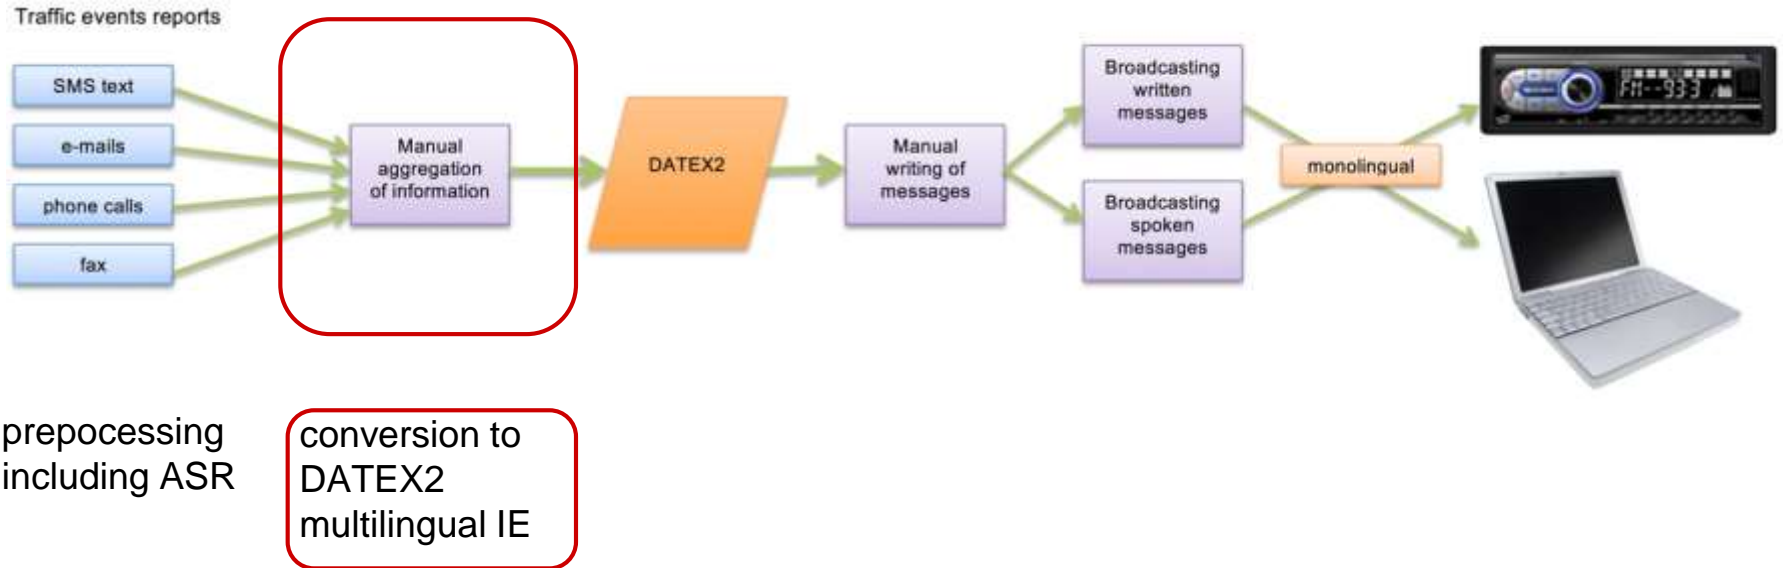 Traffic events reports
SMS text
e-mails
phone calls
fax
Manual
aggregation
of information
DATEX2
Manual
writing of
messages
Broadcasting
written
messages
Broadcasting
spoken
messages
monolingual
prepocessing
including ASR
conversion to
DATEX2
multilingual IE